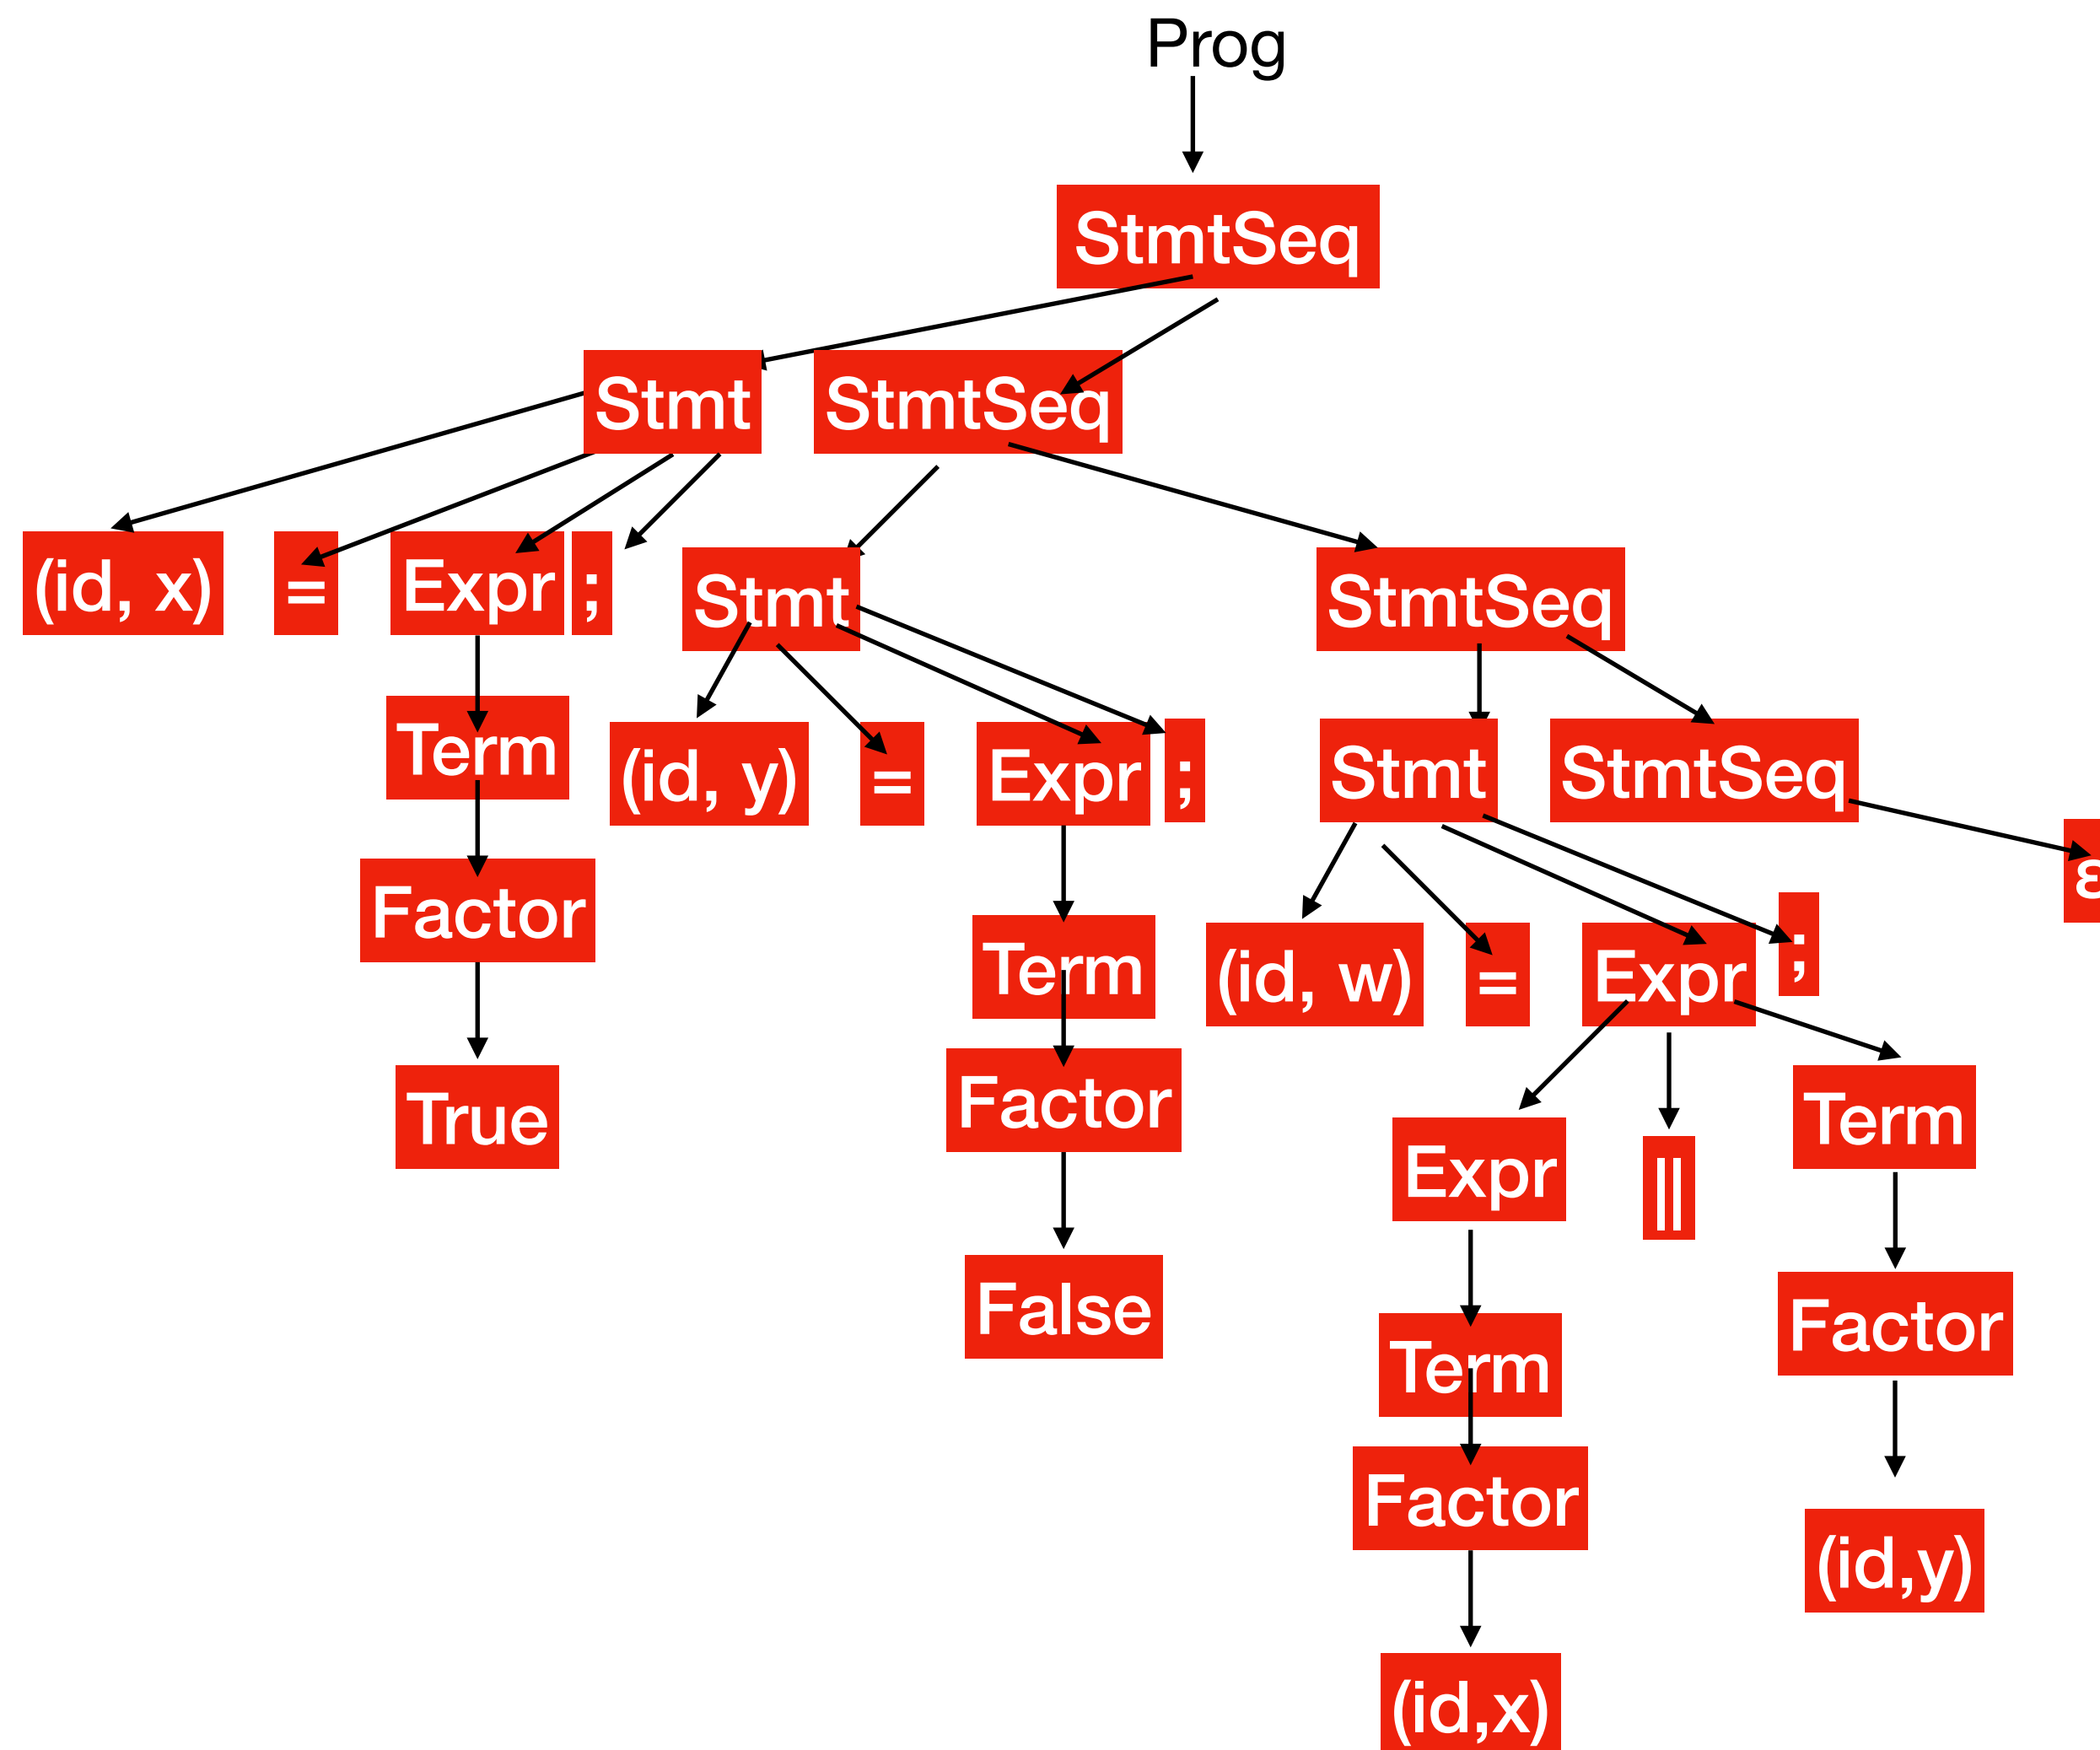 Prog
StmtSeq
Stmt StmtSeq
(id, x) = Expr ; Stmt StmtSeq
Term (id, y) = Expr ; Stmt StmtSeq
ε
Factor Term (id, w) = Expr ;
True Factor Expr || Term
False Term Factor
Factor (id,y)
(id,x)